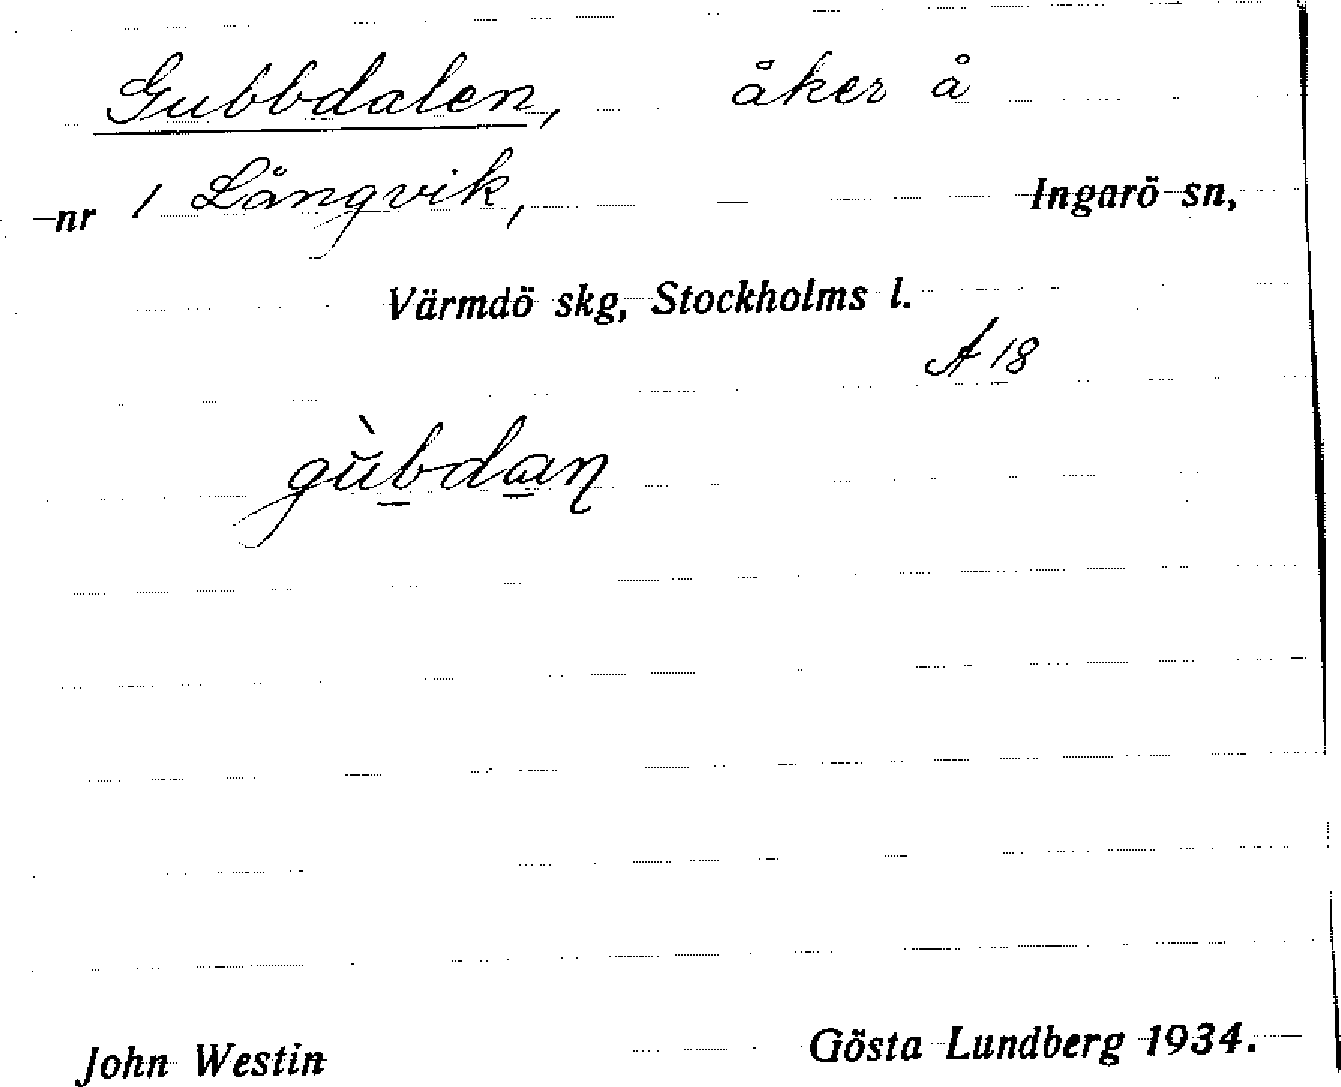 Gubbdalen, åker å
nr 1 Långvik, Ingarö sn,
Värmdö skg, Stockholms l.
A 18
gùbdan
John Westin Gösta Lundberg 1934.